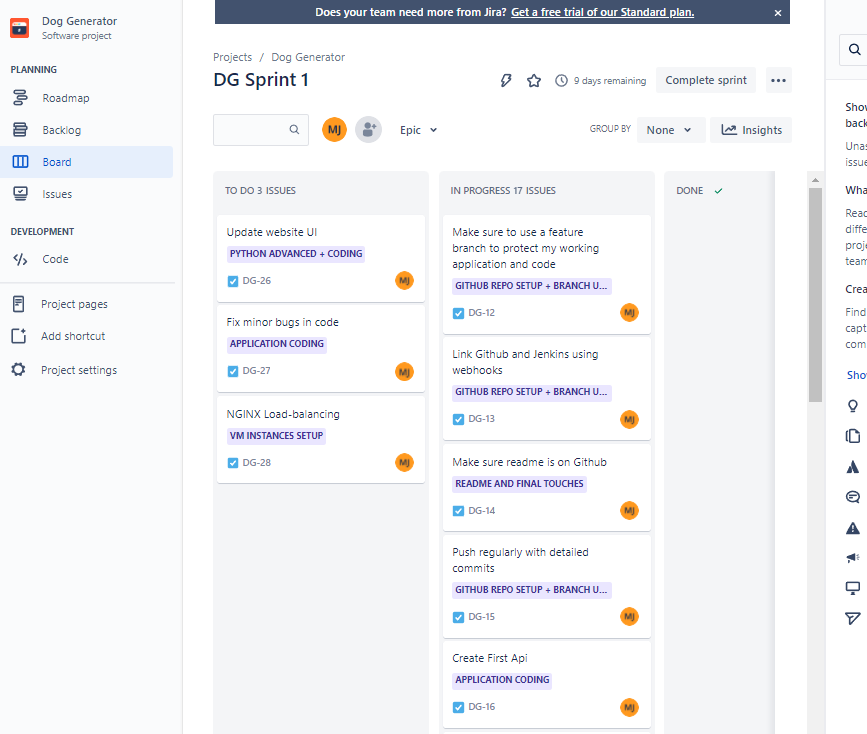 Does your team need more from Jira? Get a free trial of our Standard plan.
Dog Generator
Software project
PLANNING
Roadmap
Backlog
Board
Issues
DEVELOPMENT
Code
Project pages
Add shortcut
Project settings
Projects / Dog Generator
DG Sprint 1
9 days remaining
Complete sprint
MJ
Epic
GROUP BY
None
Insights
TO DO 3 ISSUES
Update website UI
PYTHON ADVANCED + CODING
DG-26
MJ
Fix minor bugs in code
APPLICATION CODING
DG-27
MJ
NGINX Load-balancing
VM INSTANCES SETUP
DG-28
MJ
IN PROGRESS 17 ISSUES
Make sure to use a feature
branch to protect my working
application and code
GITHUB REPO SETUP + BRANCH U...
DG-12
MJ
Link Github and Jenkins using
webhooks
GITHUB REPO SETUP + BRANCH U...
DG-13
MJ
Make sure readme is on Github
README AND FINAL TOUCHES
DG-14
MJ
Push regularly with detailed
commits
GITHUB REPO SETUP + BRANCH U...
DG-15
MJ
Create First Api
APPLICATION CODING
DG-16
MJ
DONE
Show
back
Unas
issue
Wha
Read
diffe
proje
team
Crea
Find
capt
com
Sho